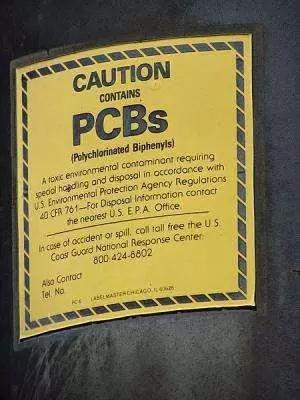 CAUTION
CONTAINS
PCBs
(Polychlorinated Biphenyls)
A toxic environmental contaminant requiring
special handling and disposal in accordance with
U.S. Environmental Protection Agency Regulations
40 CFR 761—For Disposal Information contact
the nearest U.S. E.P.A. Office.
In case of accident or spill, call toll free the U.S.
Coast Guard National Response Center:
800:424-8802
Also Contact
Tel. No.
LABELMASTER CHICAGO, IL 60626